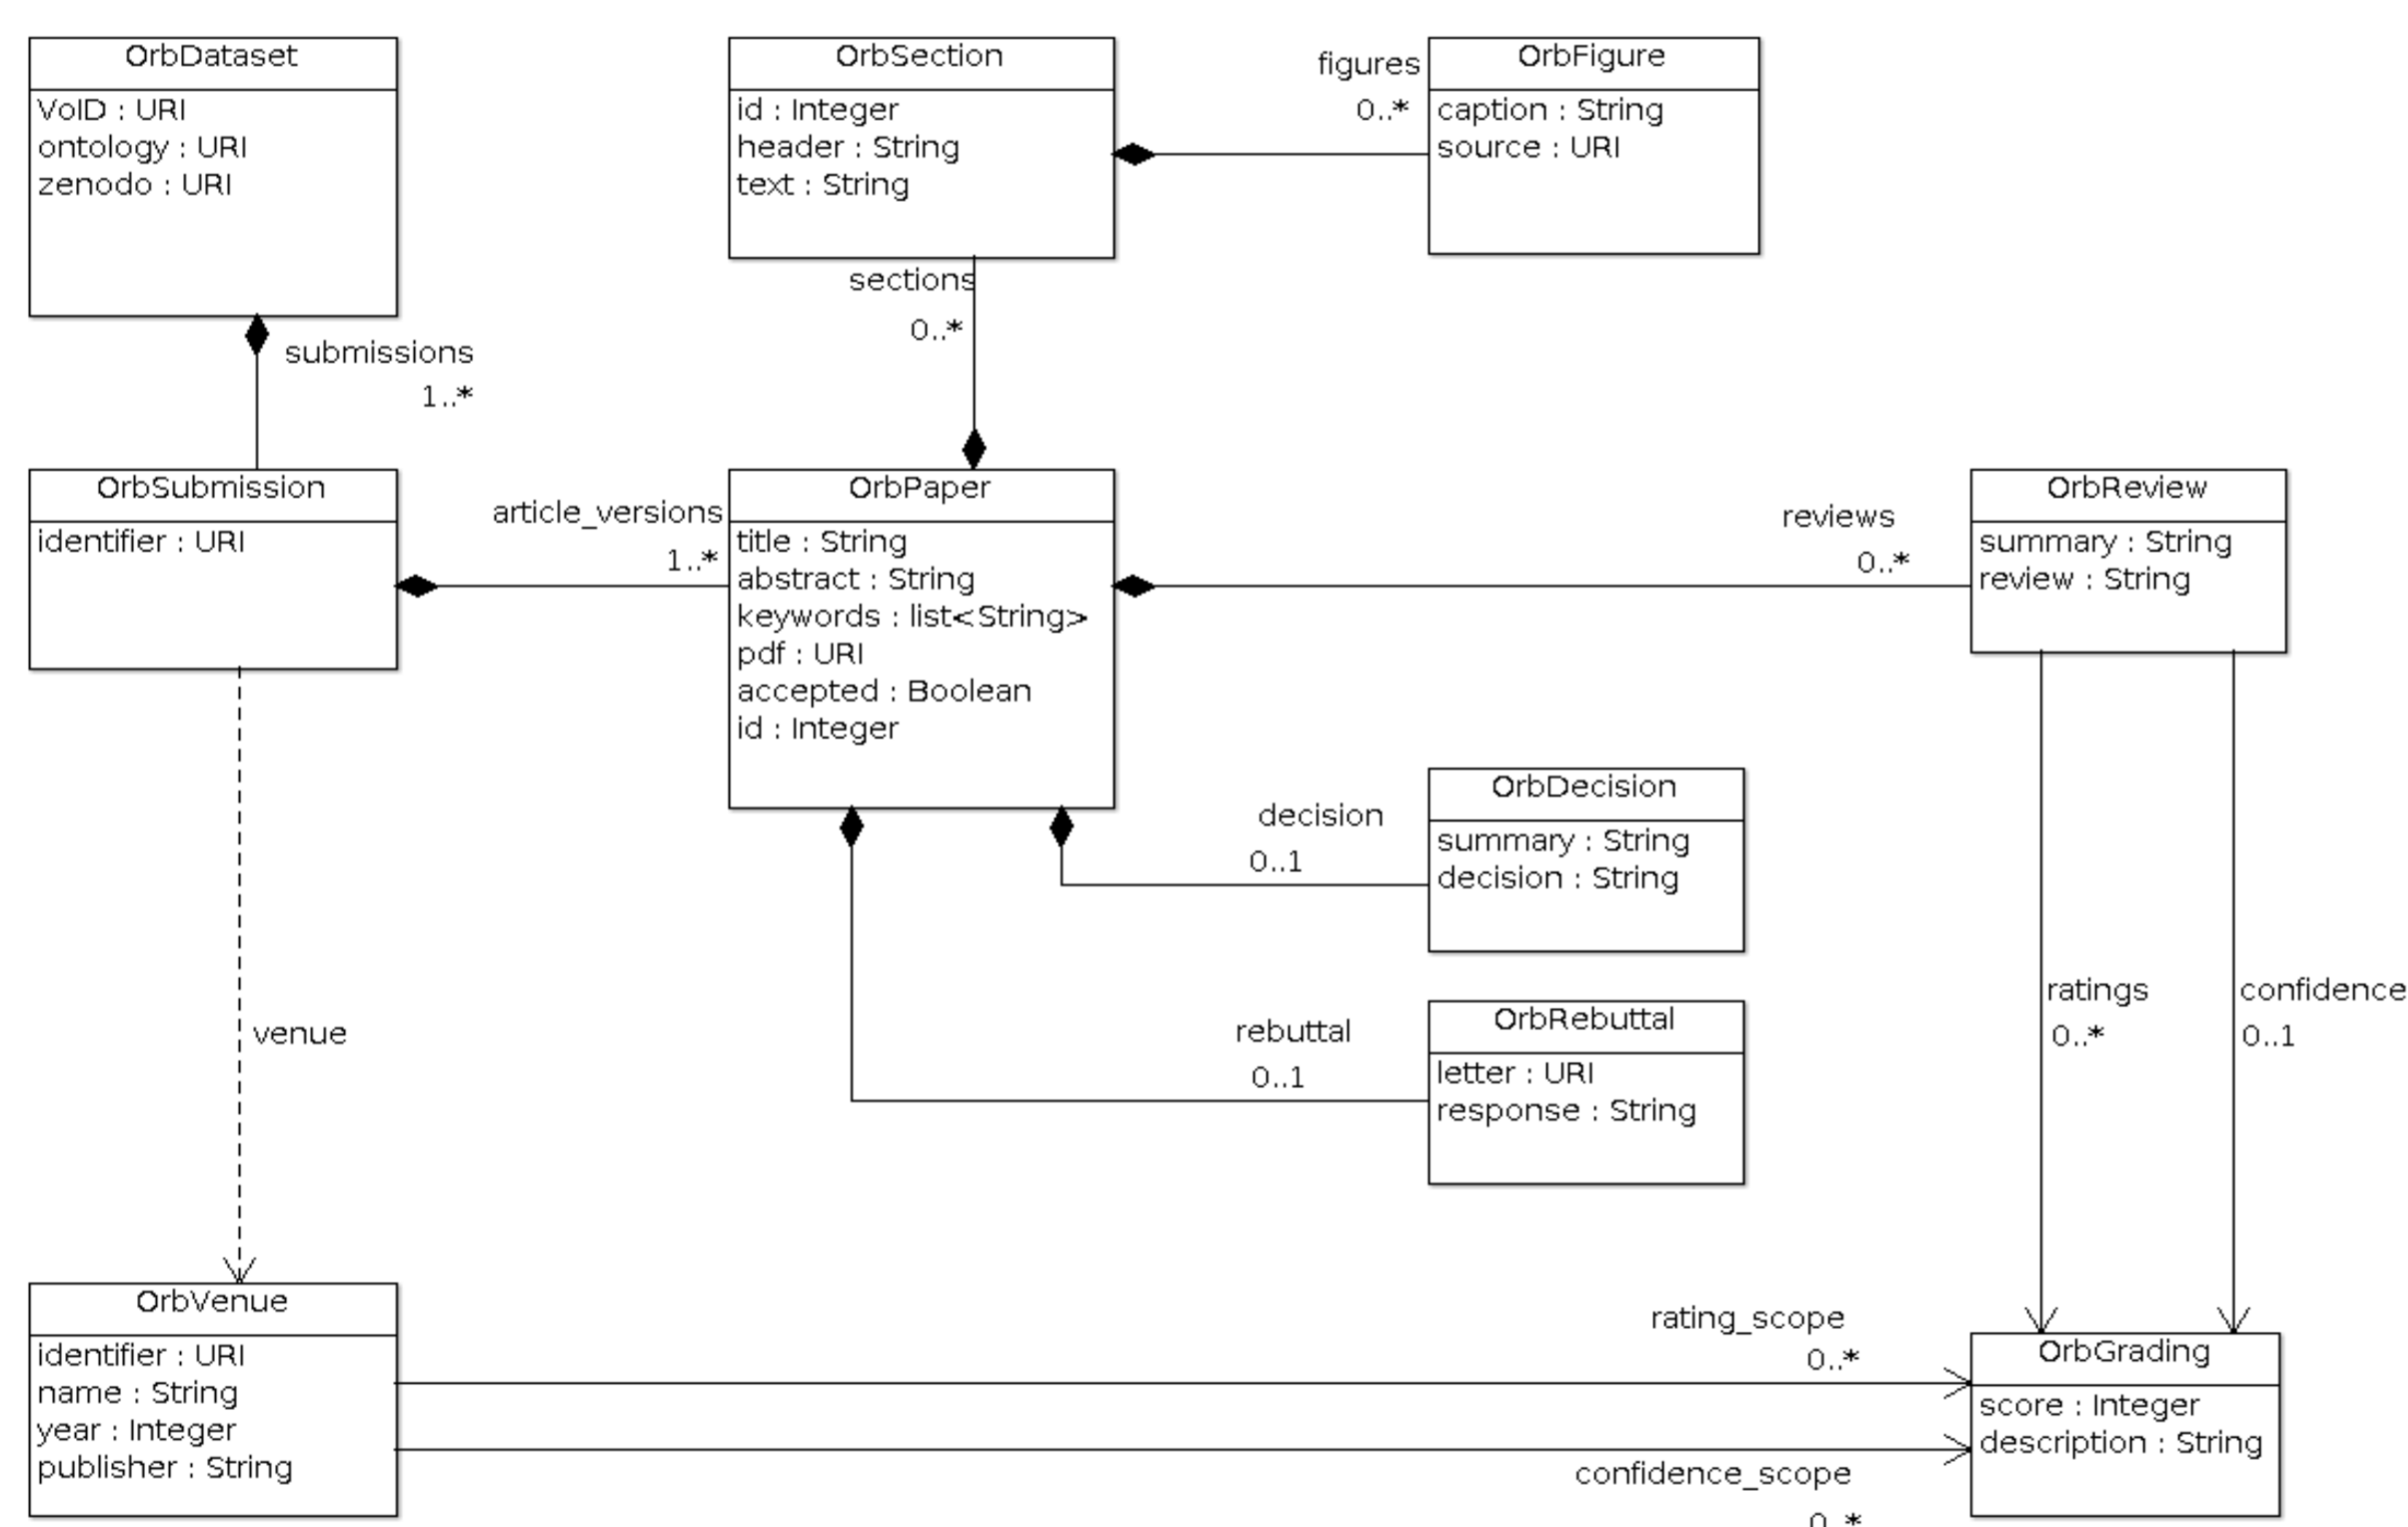 OrbDataset
VoID : URI
ontology : URI
zenodo : URI
OrbSection
id : Integer
header : String
text : String
figures
0..*
OrbFigure
caption : String
source : URI
submissions
1..*
sections
0..*
OrbSubmission
identifier : URI
article_versions
1..*
OrbPaper
title : String
abstract : String
keywords : list<String>
pdf : URI
accepted : Boolean
id : Integer
reviews
0..*
OrbReview
summary : String
review : String
decision
0..1
OrbDecision
summary : String
decision : String
rebuttal
0..1
OrbRebuttal
letter : URI
response : String
venue
ratings
0..*
confidence
0..1
OrbVenue
identifier : URI
name : String
year : Integer
publisher : String
rating_scope
0..*
confidence_scope
0..*
OrbGrading
score : Integer
description : String